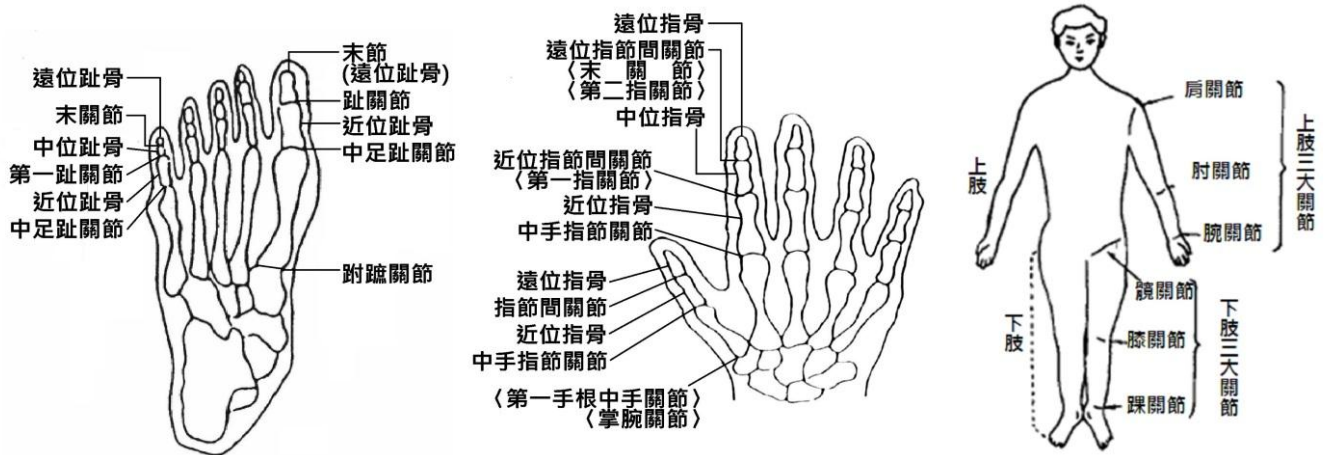 遠位趾骨
末關節
中位趾骨
第一趾關節
近位趾骨
中足趾關節
末節
(遠位趾骨)
趾關節
近位趾骨
中足趾關節
跗蹠關節
遠位指骨
遠位指節間關節
〈末關節〉
〈第二指關節〉
中位指骨
近位指節間關節
〈第一指關節〉
近位指骨
中手指節關節
遠位指骨
指節間關節
近位指骨
中手指節關節
〈第一手根中手關節〉
〈掌腕關節〉
上肢
下肢
肩關節
肘關節
腕關節
上肢三大關節
髖關節
膝關節
踝關節
下肢三大關節